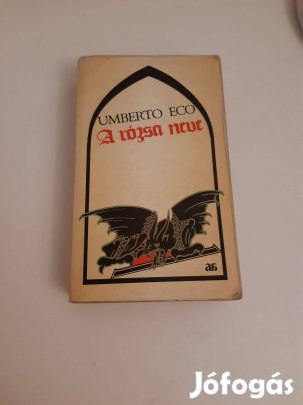 UMBERTO ECO
A rózsa neve
Jófogás